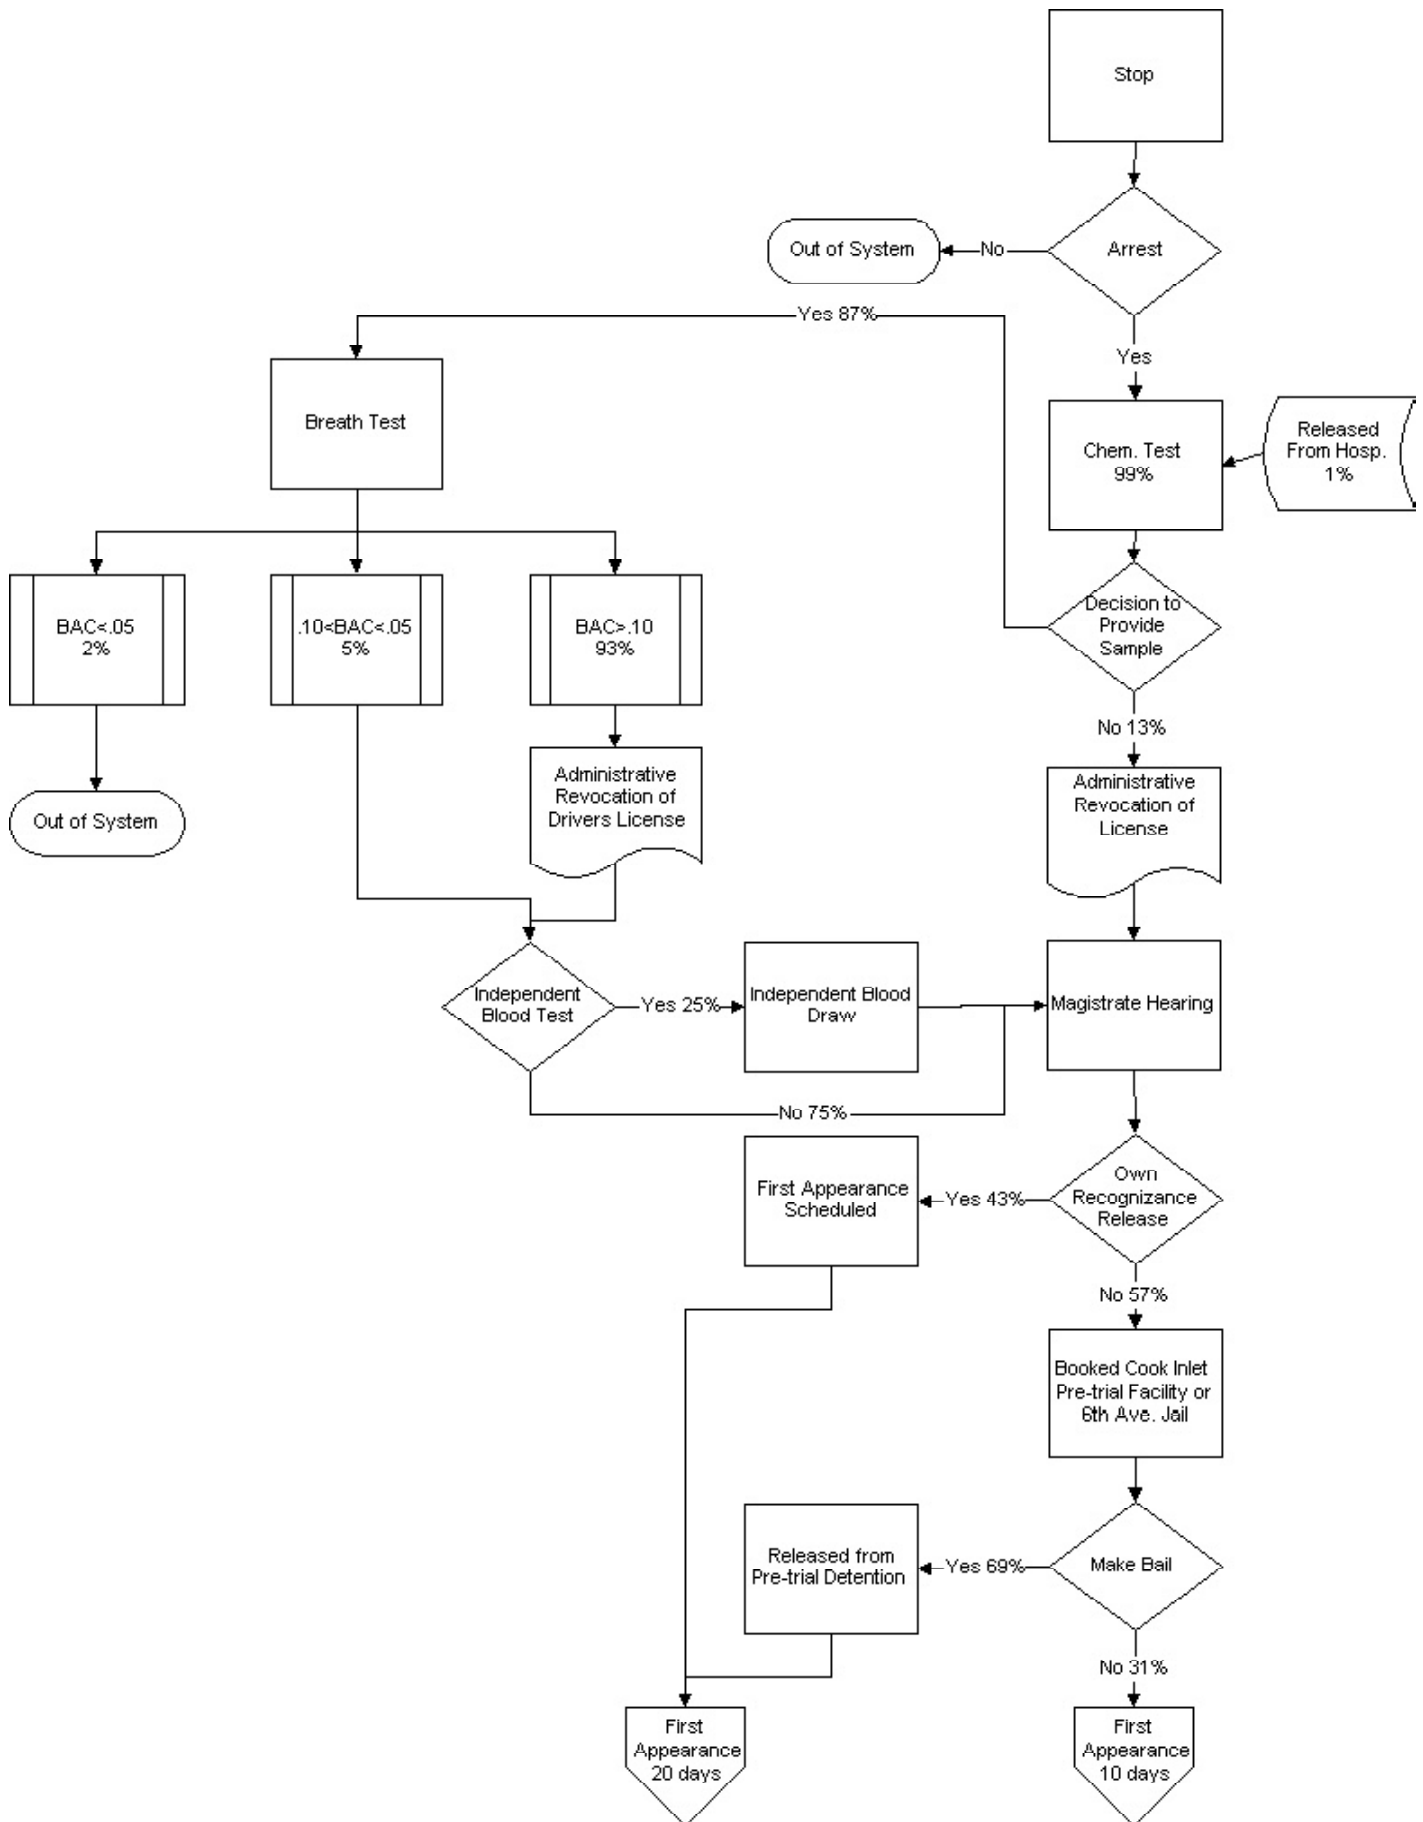 Stop
Arrest
No
Out of System
Yes 87%
Yes
Breath Test
Chem. Test
99%
Released
From Hosp.
1%
BAC<.05
2%
.10<BAC<.05
5%
BAC>.10
93%
Decision to
Provide
Sample
No 13%
Out of System
Administrative
Revocation of
Drivers License
Administrative
Revocation of
License
Independent
Blood Test
Yes 25%
Independent Blood
Draw
Magistrate Hearing
No 75%
First Appearance
Scheduled
Yes 43%
Own
Recognizance
Release
No 57%
Booked Cook Inlet
Pre-trial Facility or
6th Ave. Jail
Released from
Pre-trial Detention
Yes 69%
Make Bail
No 31%
First
Appearance
20 days
First
Appearance
10 days